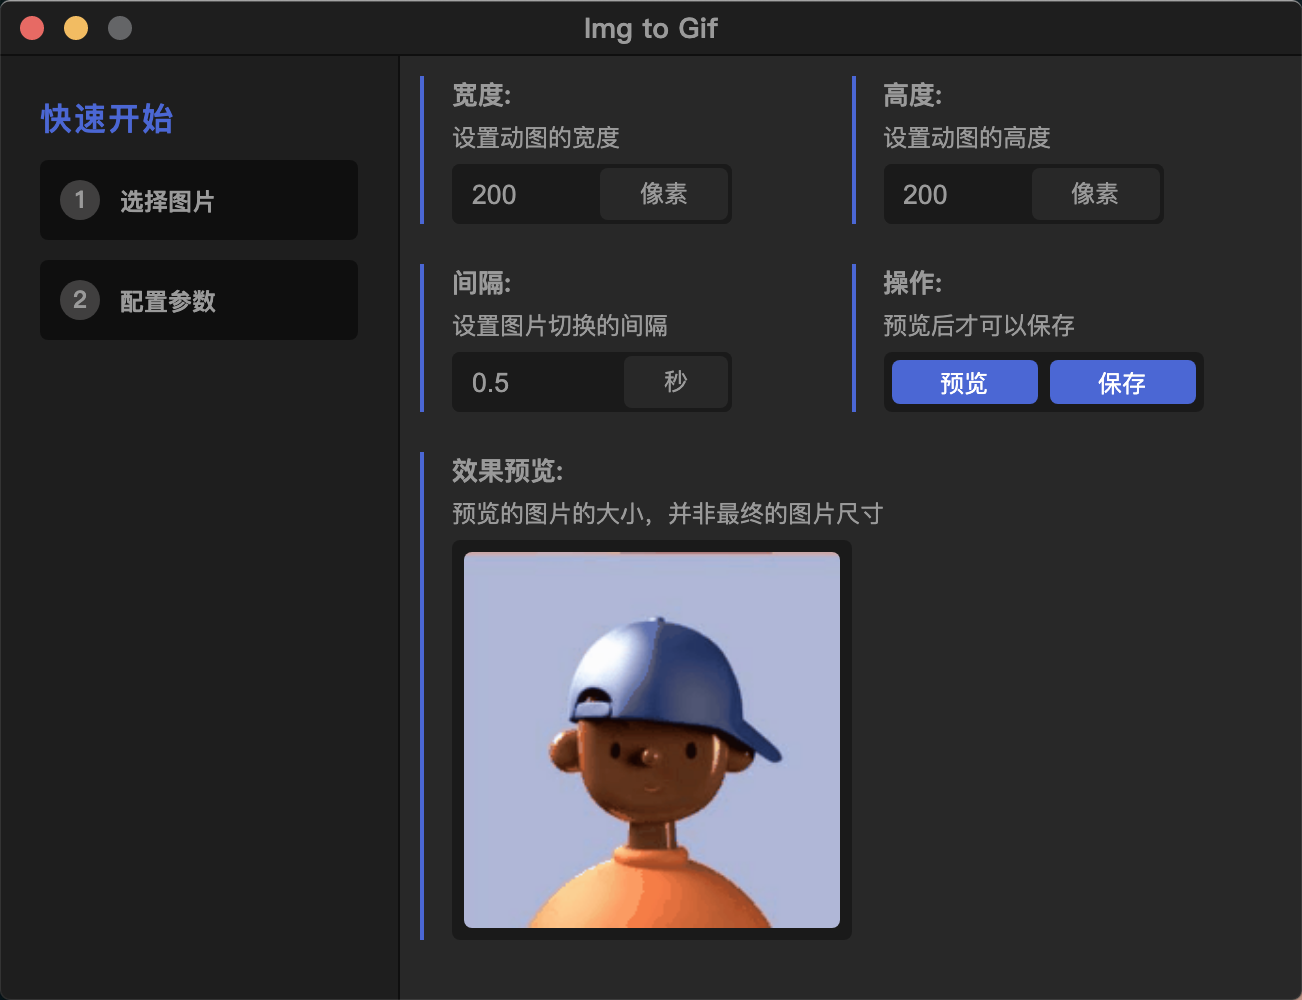 Img to Gif
快速开始
1 选择图片
2 配置参数
宽度:
设置动图的宽度
200 像素
高度:
设置动图的高度
200 像素
间隔:
设置图片切换的间隔
0.5 秒
操作:
预览后才可以保存
预览 保存
效果预览:
预览的图片的大小，并非最终的图片尺寸